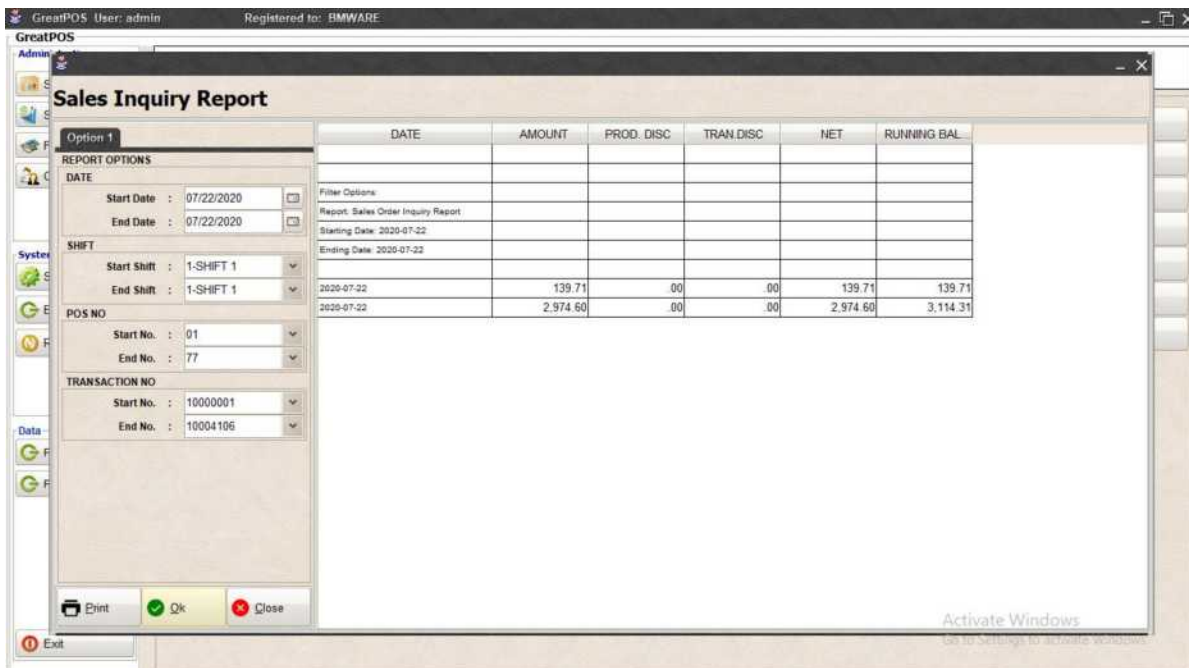 GreatPOS User: admin Registered to: BMWARE
GreatPOS
Sales Inquiry Report
Option 1
DATE AMOUNT PROD. DISC TRAN.DISC NET RUNNING BAL
REPORT OPTIONS
DATE
Start Date : 07/22/2020
End Date : 07/22/2020
SHIFT
Start Shift : 1-SHIFT 1
End Shift : 1-SHIFT 1
POS NO
Start No. : 01
End No. : 77
TRANSACTION NO
Start No. : 10000001
End No. : 10004106
Filter Options:
Report: Sales Order Inquiry Report
Starting Date: 2020-07-22
Ending Date: 2020-07-22
2020-07-22 139.71 .00 .00 139.71 139.71
2020-07-22 2,974.60 .00 .00 2,974.60 3,114.31
Print Ok Close
Data
Exit
Activate Windows
Go to Settings to activate Windows.